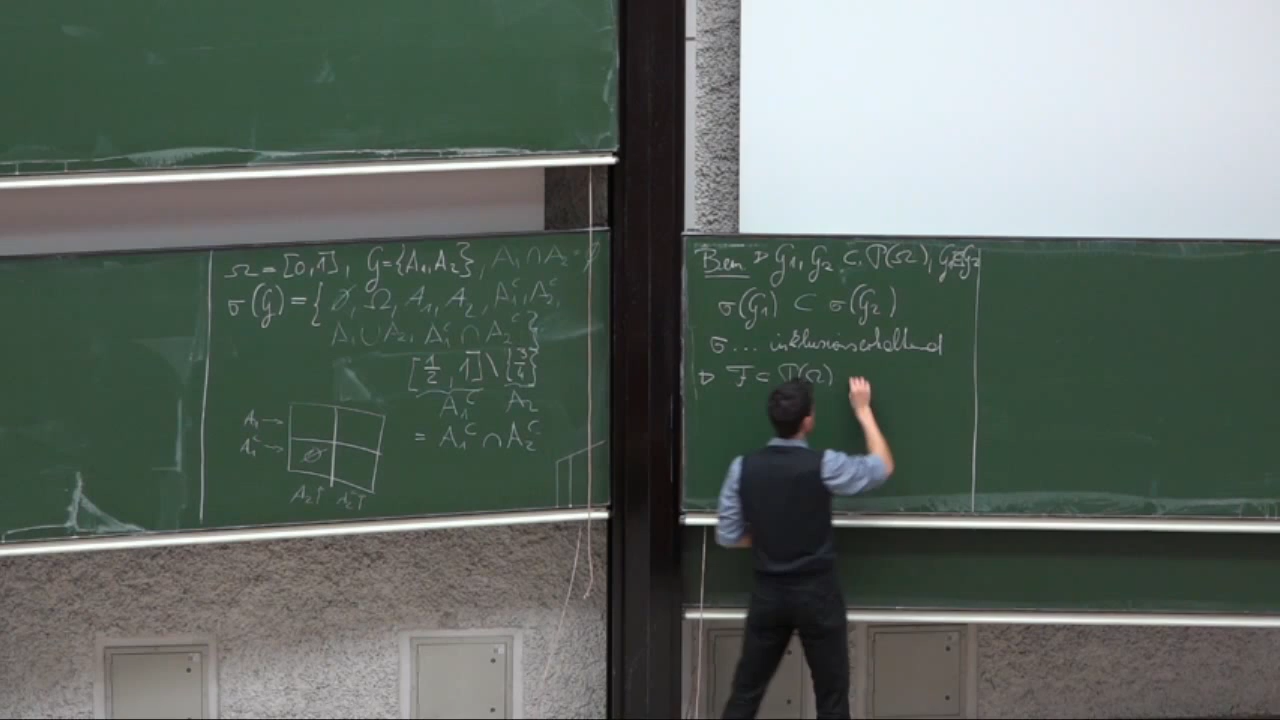 Ω = [0,1], G = {A₁, A₂}, A₁ ∩ A₂ = ∅
σ(G) = { ∅, Ω, A₁, A₂, A₁ᶜ, A₂ᶜ,
A₁ ∪ A₂, A₁ᶜ ∩ A₂ᶜ }
[1/2, 1] \ {3/4}
A₁ᶜ A₂
= A₁ᶜ ∩ A₂ᶜ
A₁ →
A₁ᶜ →
∅
A₂↑ A₂ᶜ↑
Bem ▷ G₁, G₂ ⊂ P(Ω), G₁ ⊆ G₂
σ(G₁) ⊂ σ(G₂)
σ ... inklusionserhaltend
▷ F ⊂ P(Ω)